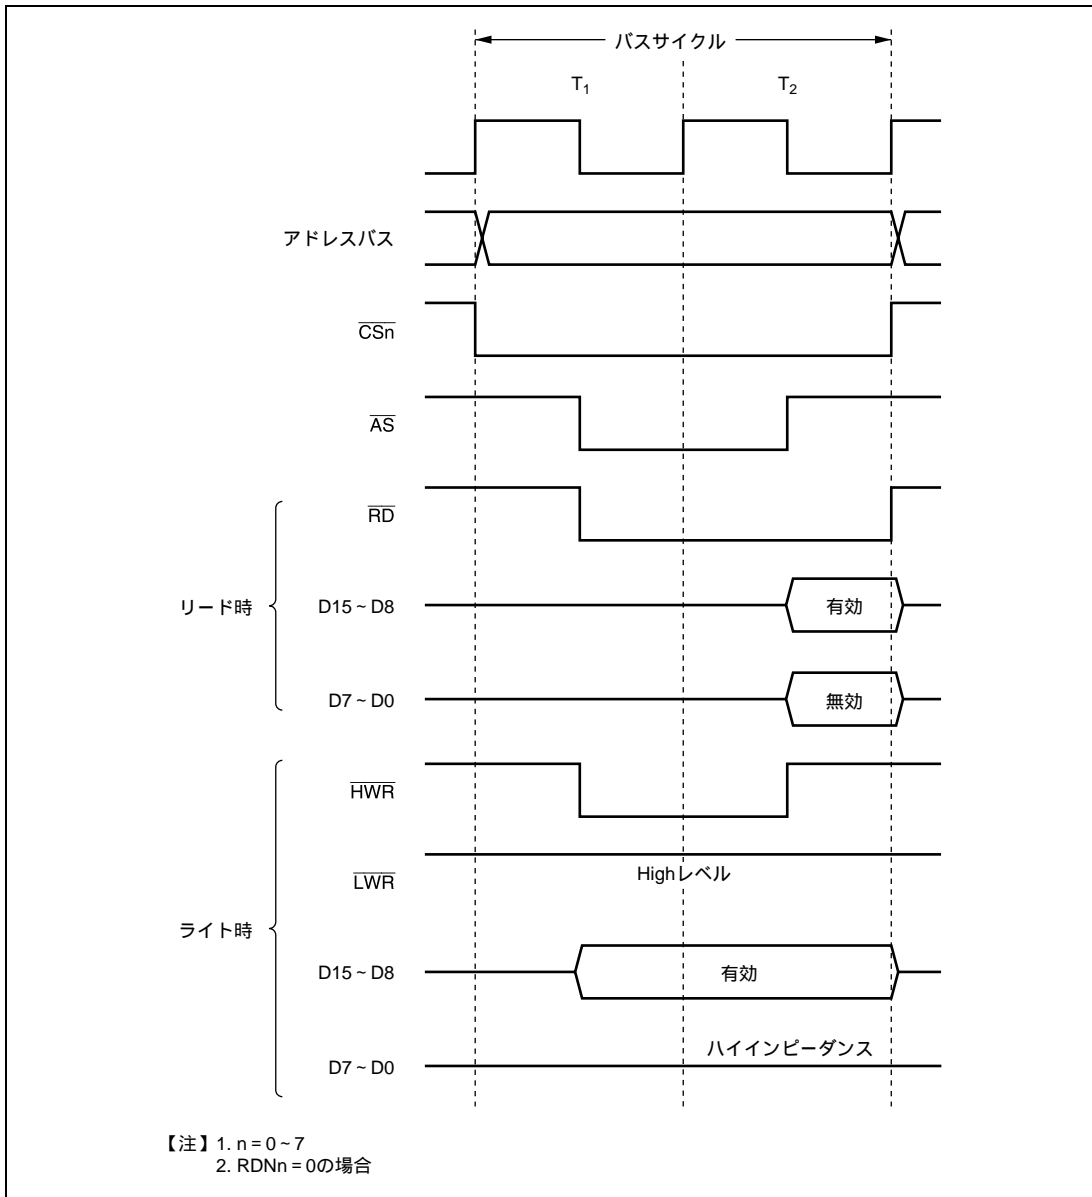 バスサイクル
T₁ T₂
アドレスバス
CSn
AS
RD
リード時
D15~D8 有効
D7~D0 無効
HWR
LWR Highレベル
ライト時
D15~D8 有効
D7~D0 ハイインピーダンス
【注】1. n = 0~7
2. RDNn = 0の場合